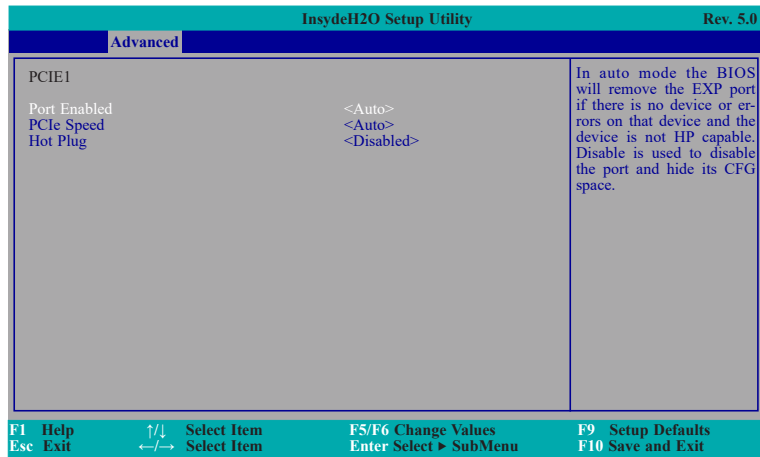 InsydeH2O Setup Utility Rev. 5.0
Advanced
PCIE1
Port Enabled <Auto>
PCIe Speed <Auto>
Hot Plug <Disabled>
In auto mode the BIOS
will remove the EXP port
if there is no device or er-
rors on that device and the
device is not HP capable.
Disable is used to disable
the port and hide its CFG
space.
F1 Help ↑/↓ Select Item F5/F6 Change Values F9 Setup Defaults
Esc Exit ←/→ Select Item Enter Select ► SubMenu F10 Save and Exit